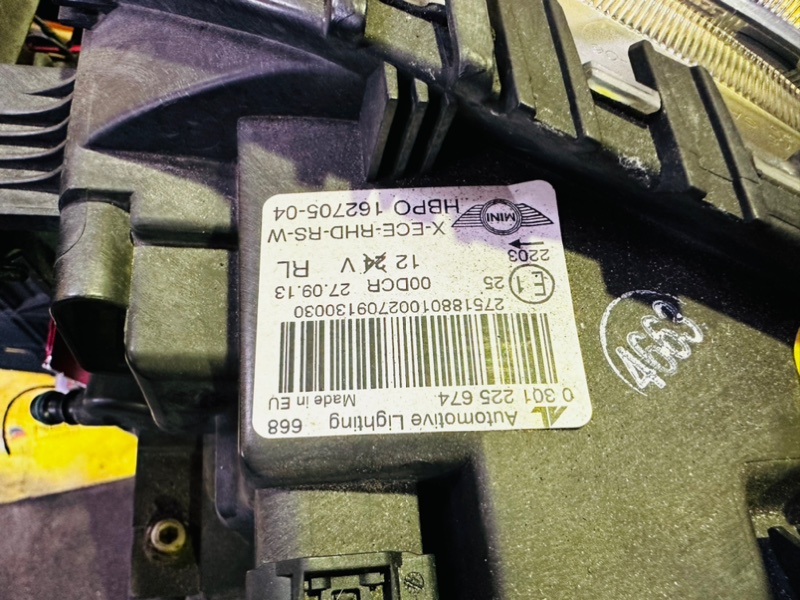 Automotive Lighting 668
0 301 225 674 Made in EU
27518801002709130030
E1 25 00DCR 27.09.13
2203 12 24 V RL
X-ECE-RHD-RS-W
MINI HBPO 162705-04
4663